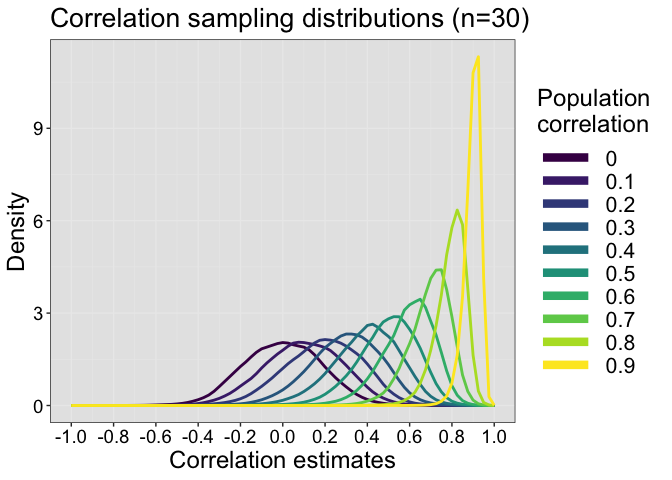 Correlation sampling distributions (n=30)
Population
correlation
0
0.1
0.2
0.3
0.4
0.5
0.6
0.7
0.8
0.9
Density
9
6
3
0
-1.0 -0.8 -0.6 -0.4 -0.2 0.0 0.2 0.4 0.6 0.8 1.0
Correlation estimates